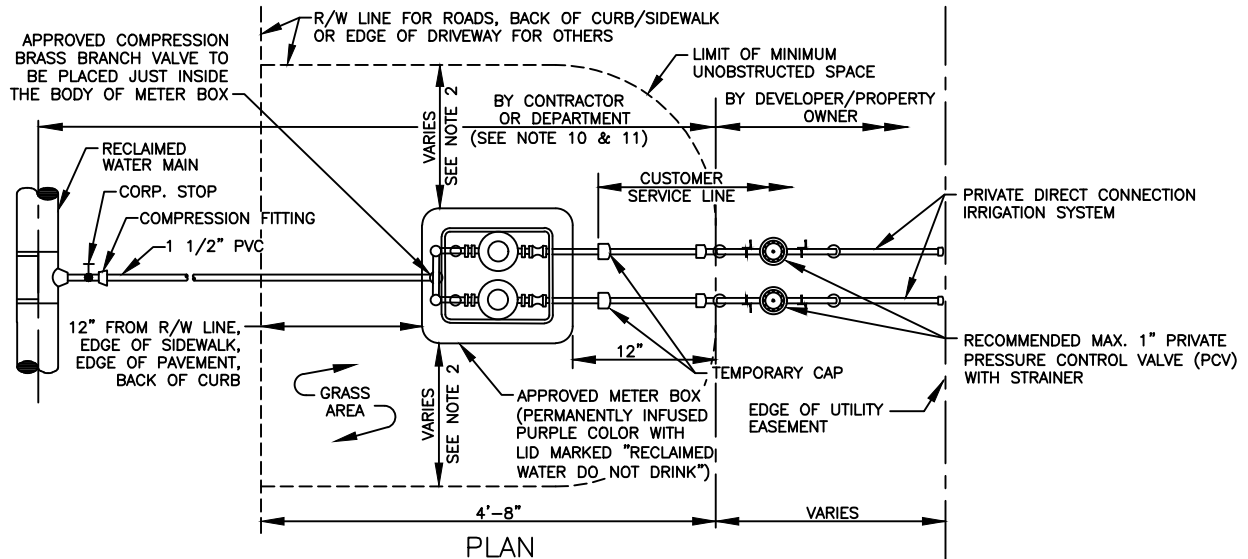 R/W LINE FOR ROADS, BACK OF CURB/SIDEWALK
OR EDGE OF DRIVEWAY FOR OTHERS
APPROVED COMPRESSION
BRASS BRANCH VALVE TO
BE PLACED JUST INSIDE
THE BODY OF METER BOX
LIMIT OF MINIMUM
UNOBSTRUCTED SPACE
VARIES
SEE NOTE 2
BY CONTRACTOR
OR DEPARTMENT
(SEE NOTE 10 & 11)
BY DEVELOPER/PROPERTY
OWNER
RECLAIMED
WATER MAIN
CORP. STOP
COMPRESSION FITTING
1 1/2" PVC
CUSTOMER
SERVICE LINE
PRIVATE DIRECT CONNECTION
IRRIGATION SYSTEM
12" FROM R/W LINE,
EDGE OF SIDEWALK,
EDGE OF PAVEMENT,
BACK OF CURB
GRASS
AREA
VARIES
SEE NOTE 2
12"
TEMPORARY CAP
APPROVED METER BOX
(PERMANENTLY INFUSED
PURPLE COLOR WITH
LID MARKED "RECLAIMED
WATER DO NOT DRINK")
RECOMMENDED MAX. 1" PRIVATE
PRESSURE CONTROL VALVE (PCV)
WITH STRAINER
EDGE OF UTILITY
EASEMENT
4'-8"
VARIES
PLAN